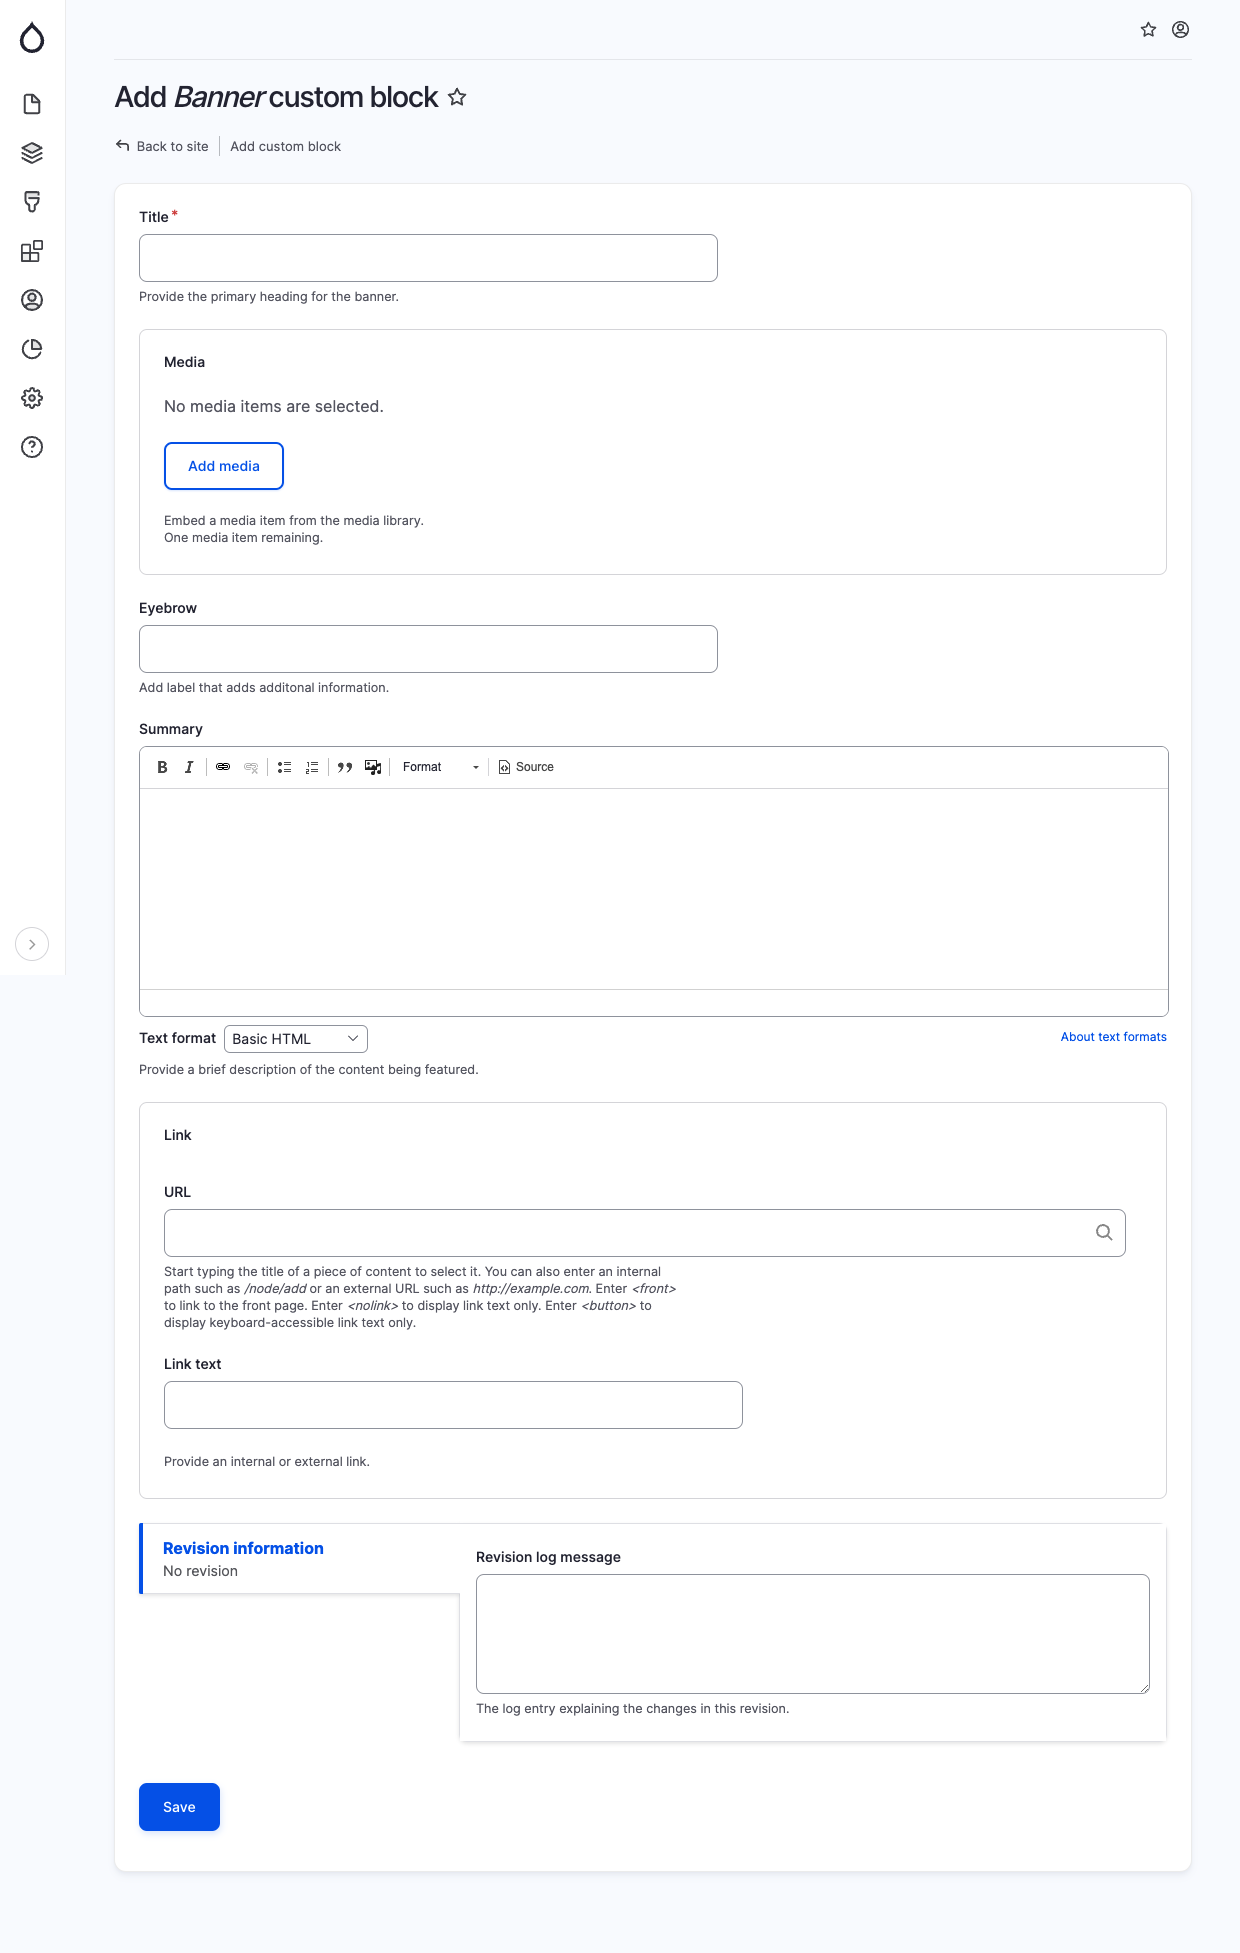 Add Banner custom block
Back to site
Add custom block
Title*
Provide the primary heading for the banner.
Media
No media items are selected.
Add media
Embed a media item from the media library.
One media item remaining.
Eyebrow
Add label that adds additonal information.
Summary
B I Format Source
Text format Basic HTML About text formats
Provide a brief description of the content being featured.
Link
URL
Start typing the title of a piece of content to select it. You can also enter an internal
path such as /node/add or an external URL such as http://example.com. Enter <front>
to link to the front page. Enter <nolink> to display link text only. Enter <button> to
display keyboard-accessible link text only.
Link text
Provide an internal or external link.
Revision information
No revision
Revision log message
The log entry explaining the changes in this revision.
Save